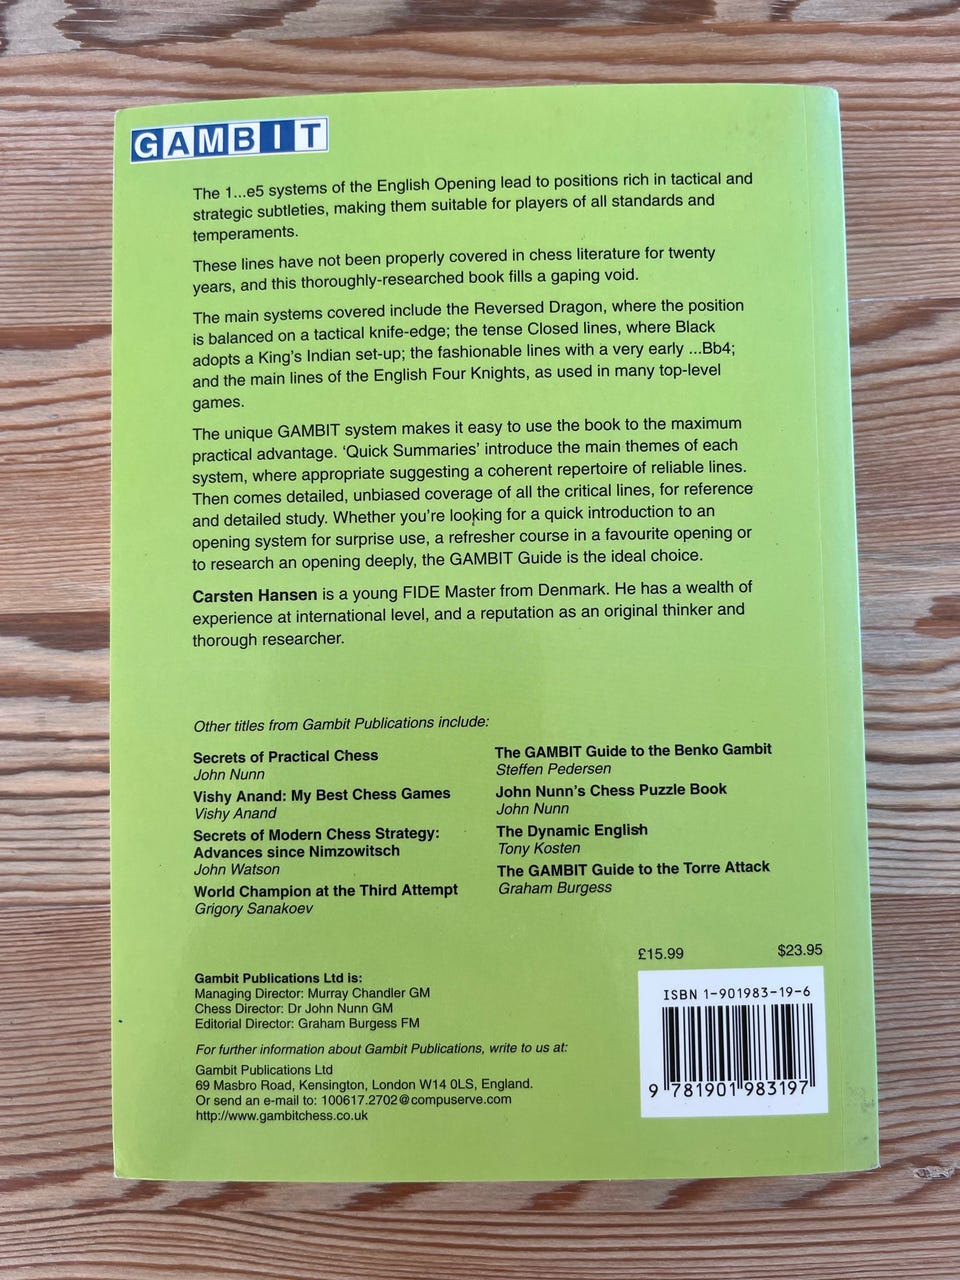 GAMBIT
The 1...e5 systems of the English Opening lead to positions rich in tactical and
strategic subtleties, making them suitable for players of all standards and
temperaments.
These lines have not been properly covered in chess literature for twenty
years, and this thoroughly-researched book fills a gaping void.
The main systems covered include the Reversed Dragon, where the position
is balanced on a tactical knife-edge; the tense Closed lines, where Black
adopts a King's Indian set-up; the fashionable lines with a very early ...Bb4;
and the main lines of the English Four Knights, as used in many top-level
games.
The unique GAMBIT system makes it easy to use the book to the maximum
practical advantage. ‘Quick Summaries’ introduce the main themes of each
system, where appropriate suggesting a coherent repertoire of reliable lines.
Then comes detailed, unbiased coverage of all the critical lines, for reference
and detailed study. Whether you're looking for a quick introduction to an
opening system for surprise use, a refresher course in a favourite opening or
to research an opening deeply, the GAMBIT Guide is the ideal choice.
Carsten Hansen is a young FIDE Master from Denmark. He has a wealth of
experience at international level, and a reputation as an original thinker and
thorough researcher.
Other titles from Gambit Publications include:
Secrets of Practical Chess
John Nunn
Vishy Anand: My Best Chess Games
Vishy Anand
Secrets of Modern Chess Strategy:
Advances since Nimzowitsch
John Watson
World Champion at the Third Attempt
Grigory Sanakoev
The GAMBIT Guide to the Benko Gambit
Steffen Pedersen
John Nunn's Chess Puzzle Book
John Nunn
The Dynamic English
Tony Kosten
The GAMBIT Guide to the Torre Attack
Graham Burgess
Gambit Publications Ltd is:
Managing Director: Murray Chandler GM
Chess Director: Dr John Nunn GM
Editorial Director: Graham Burgess FM
For further information about Gambit Publications, write to us at:
Gambit Publications Ltd
69 Masbro Road, Kensington, London W14 0LS, England.
Or send an e-mail to: 100617.2702@compuserve.com
http://www.gambitchess.co.uk
£15.99 $23.95
ISBN 1-901983-19-6
9 781901 983197